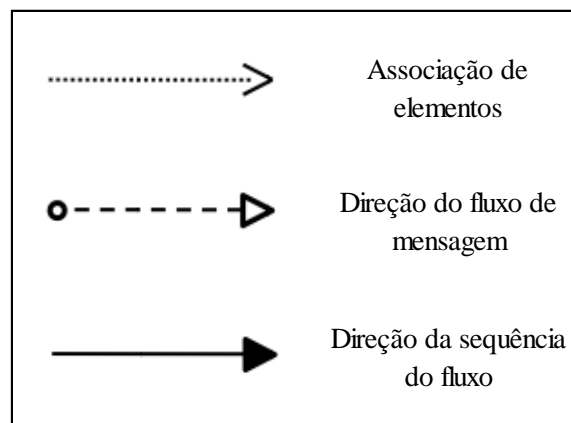 Associação de
elementos
Direção do fluxo de
mensagem
Direção da sequência
do fluxo